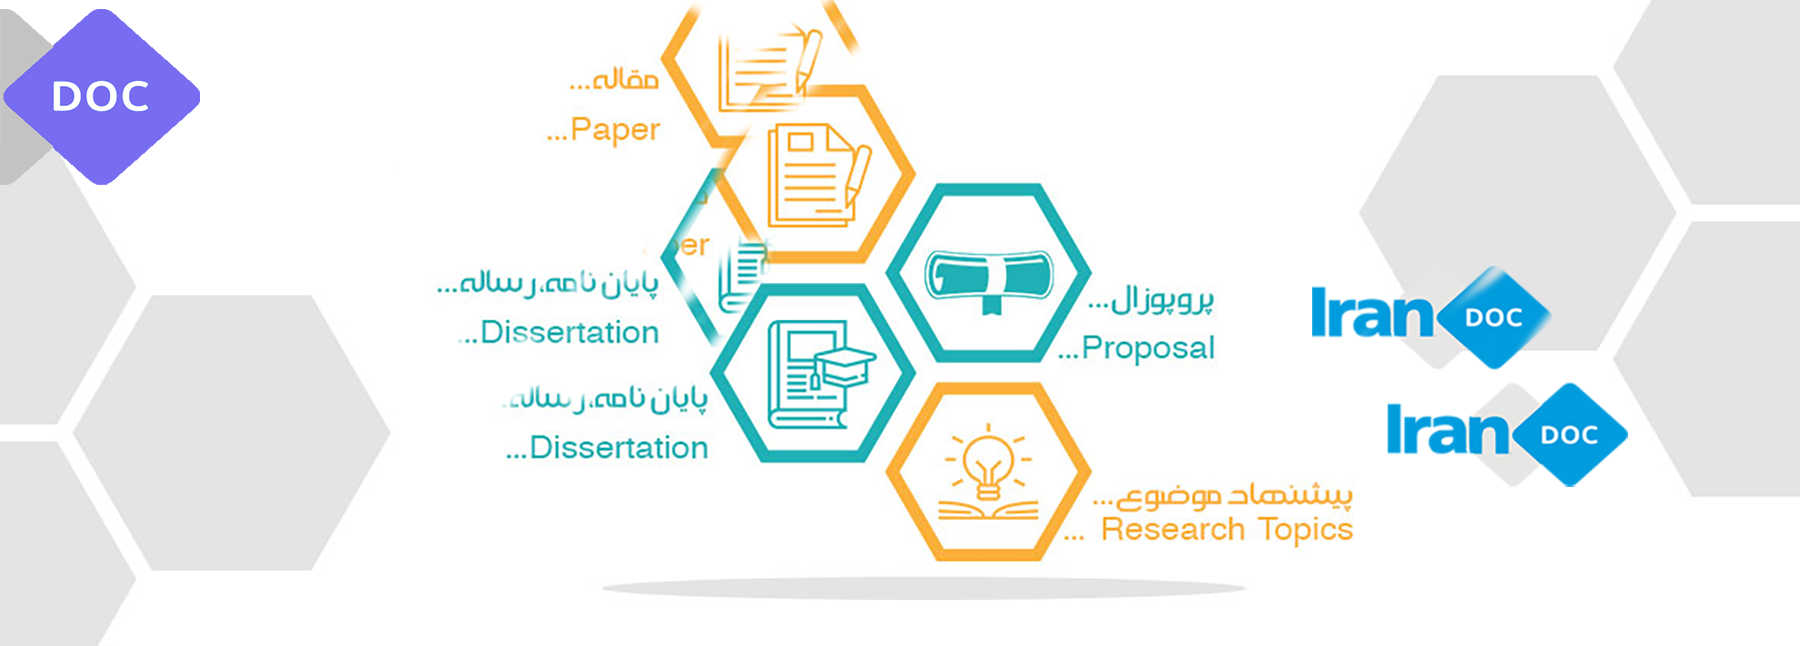 DOC
مقاله...
Paper...
er
پایان نامه، رساله...
Dissertation...
پروپوزال...
Proposal...
Iran DOC
پایان نامه، رساله
Dissertation...
Iran DOC
پیشنهاد موضوع...
Research Topics ...